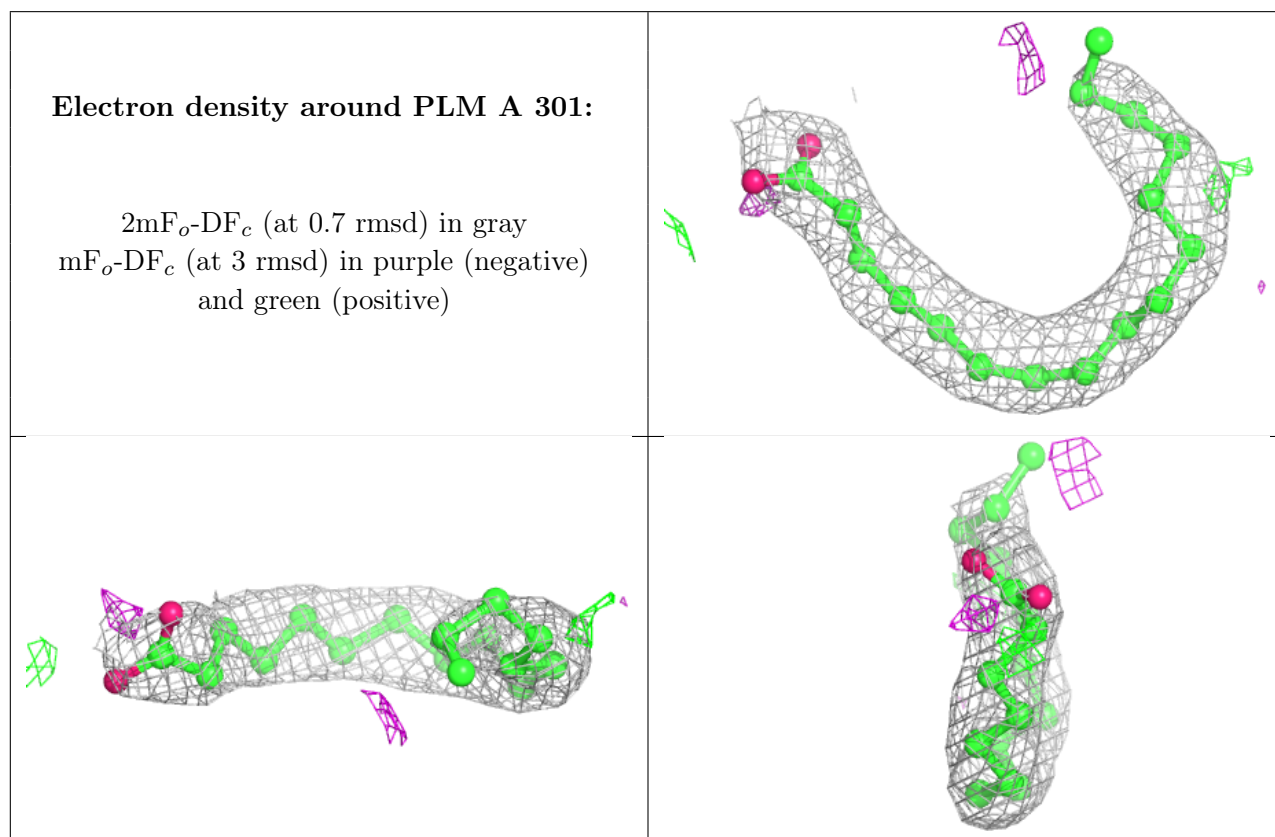 Electron density around PLM A 301:
2mFₒ-DF𝑐 (at 0.7 rmsd) in gray
mFₒ-DF𝑐 (at 3 rmsd) in purple (negative)
and green (positive)